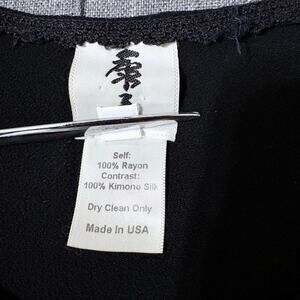 Self:
100% Rayon
Contrast:
100% Kimono Silk
Dry Clean Only
Made In USA